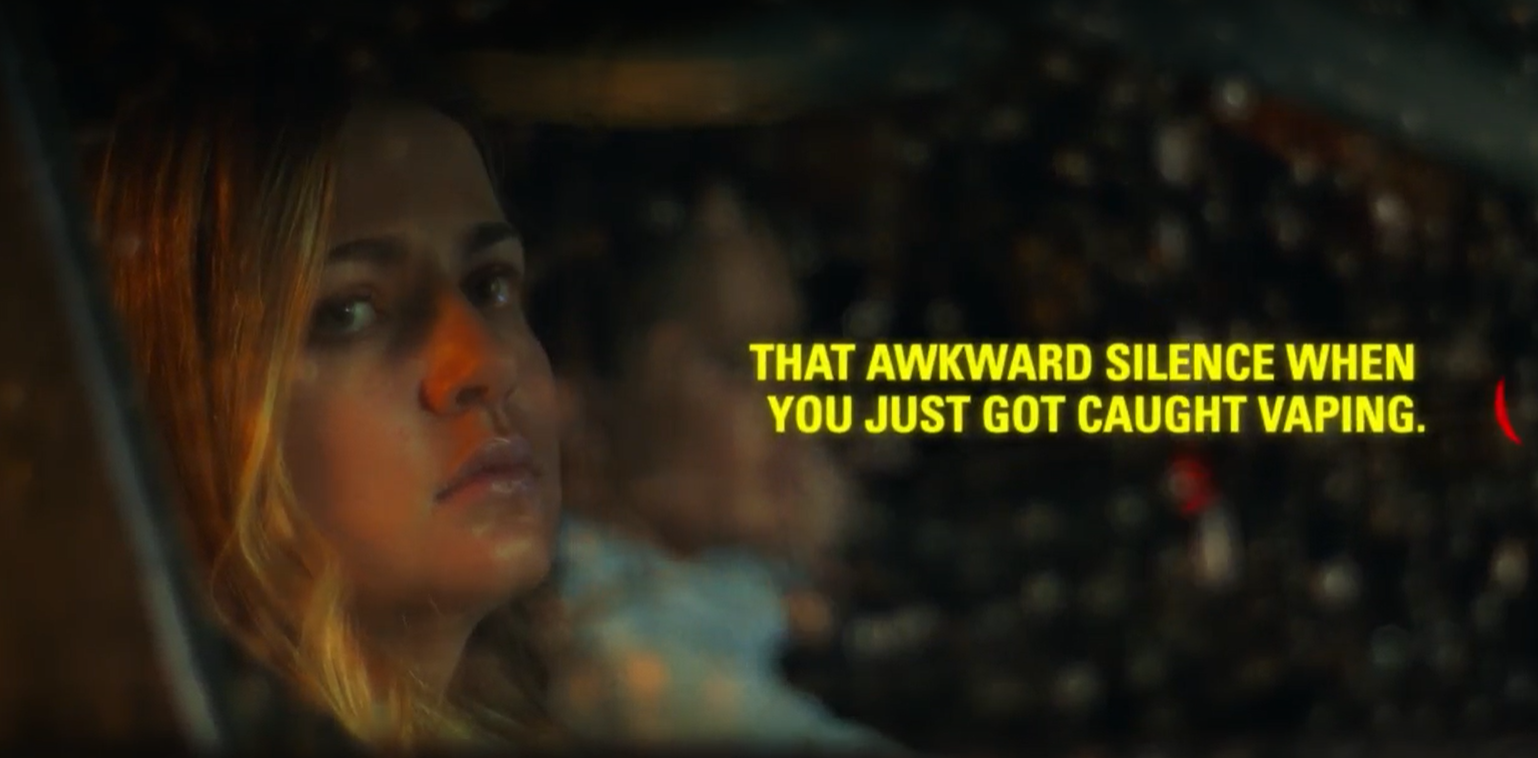 THAT AWKWARD SILENCE WHEN
YOU JUST GOT CAUGHT VAPING.